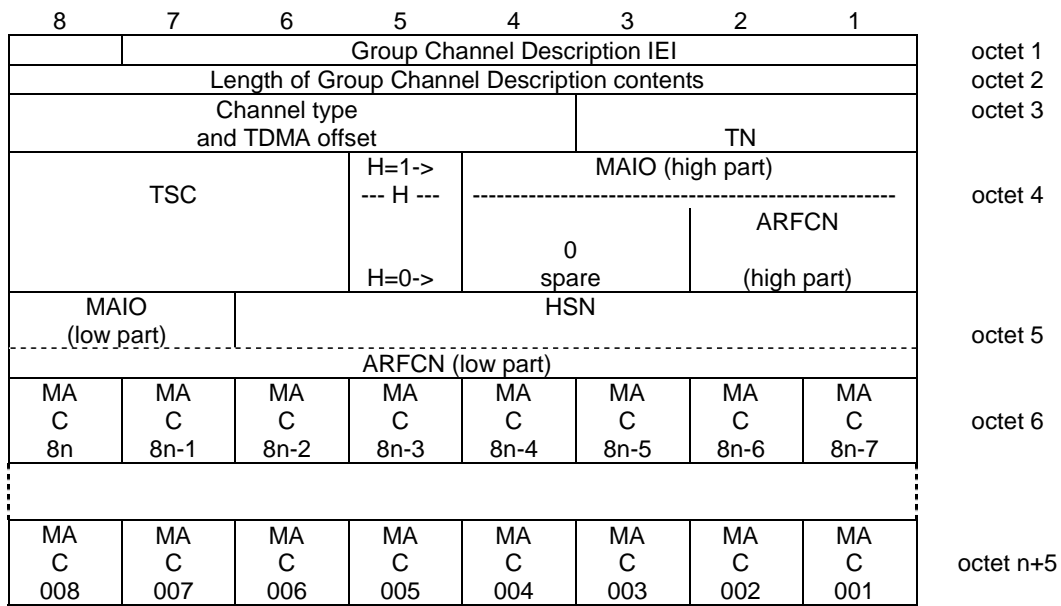 8 7 6 5 4 3 2 1
Group Channel Description IEI octet 1
Length of Group Channel Description contents octet 2
Channel type octet 3
and TDMA offset TN
H=1-> MAIO (high part)
TSC --- H --- ------------------------------------------------------- octet 4
ARFCN
0
H=0-> spare (high part)
MAIO HSN
(low part) octet 5
ARFCN (low part)
MA MA MA MA MA MA MA MA
C C C C C C C C octet 6
8n 8n-1 8n-2 8n-3 8n-4 8n-5 8n-6 8n-7
MA MA MA MA MA MA MA MA
C C C C C C C C octet n+5
008 007 006 005 004 003 002 001